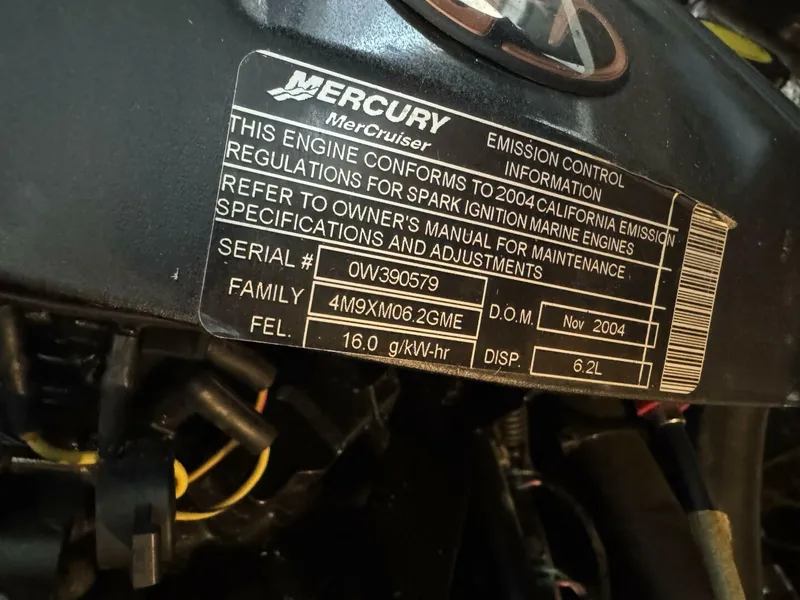 MERCURY
MerCruiser
EMISSION CONTROL
INFORMATION
THIS ENGINE CONFORMS TO 2004 CALIFORNIA EMISSION
REGULATIONS FOR SPARK IGNITION MARINE ENGINES
REFER TO OWNER'S MANUAL FOR MAINTENANCE
SPECIFICATIONS AND ADJUSTMENTS
SERIAL # 0W390579
FAMILY 4M9XM06.2GME D.O.M. Nov 2004
FEL. 16.0 g/kW-hr DISP. 6.2L